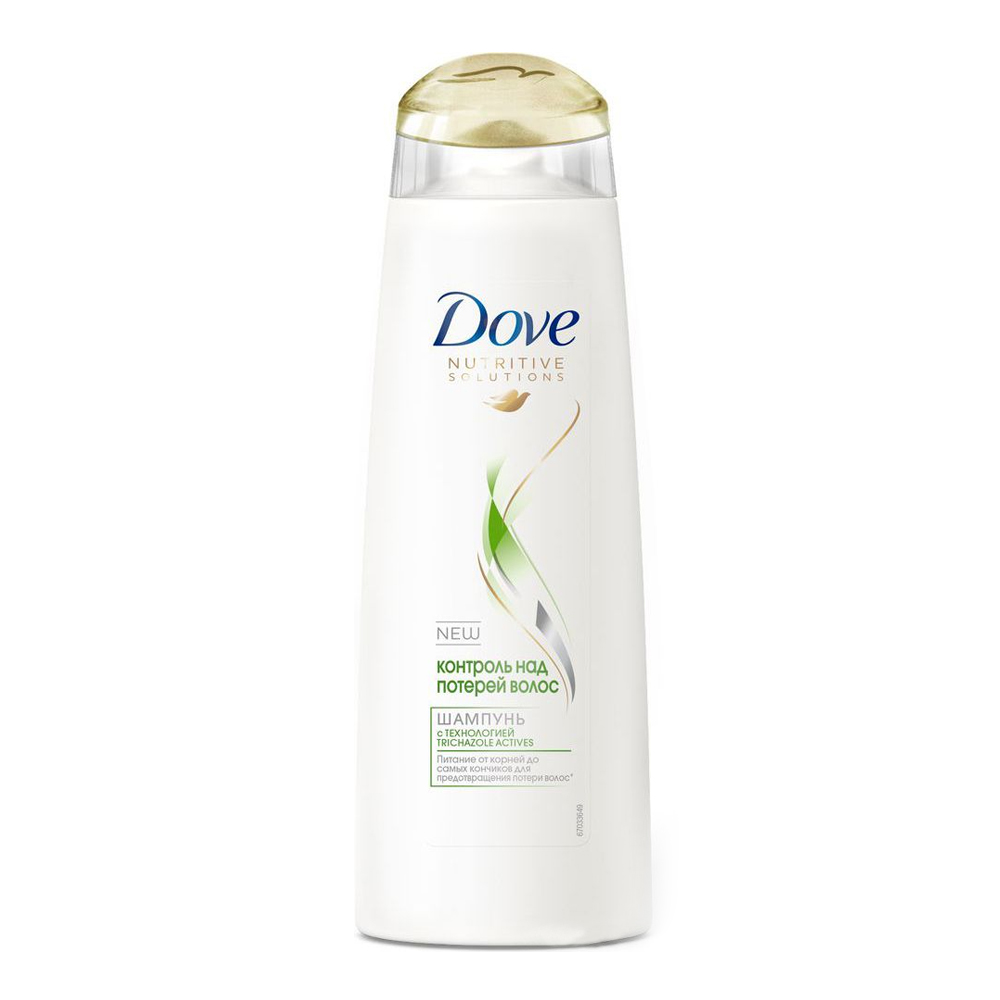 Dove
NUTRITIVE
SOLUTIONS
NEW
контроль над
потерей волос
ШАМПУНЬ
с ТЕХНОЛОГИЕЙ
TRICHAZOLE ACTIVES
Питание от корней до
самых кончиков для
предотвращения потери волос*
67033649